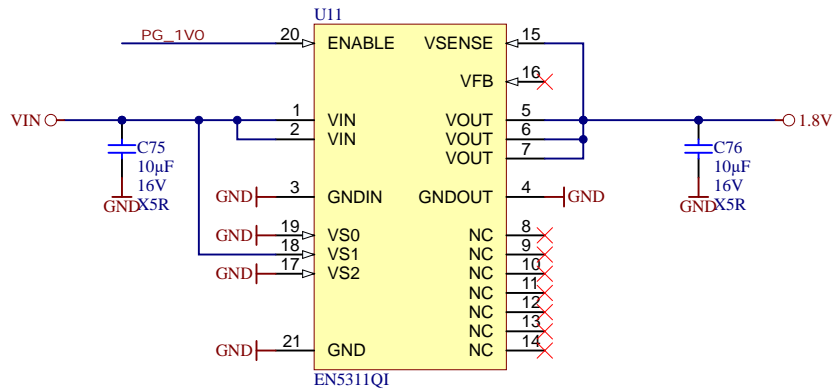 U11
PG_1V0 20 ENABLE VSENSE 15
VFB 16
VIN 1 VIN VOUT 5 1.8V
2 VIN VOUT 6
VOUT 7
C75
10µF
16V
X5R
GND
C76
10µF
16V
X5R
GND
GND 3 GNDIN GNDOUT 4 GND
GND 19 VS0 NC 8
18 VS1 NC 9
GND 17 VS2 NC 10
NC 11
NC 12
NC 13
GND 21 GND NC 14
EN5311QI